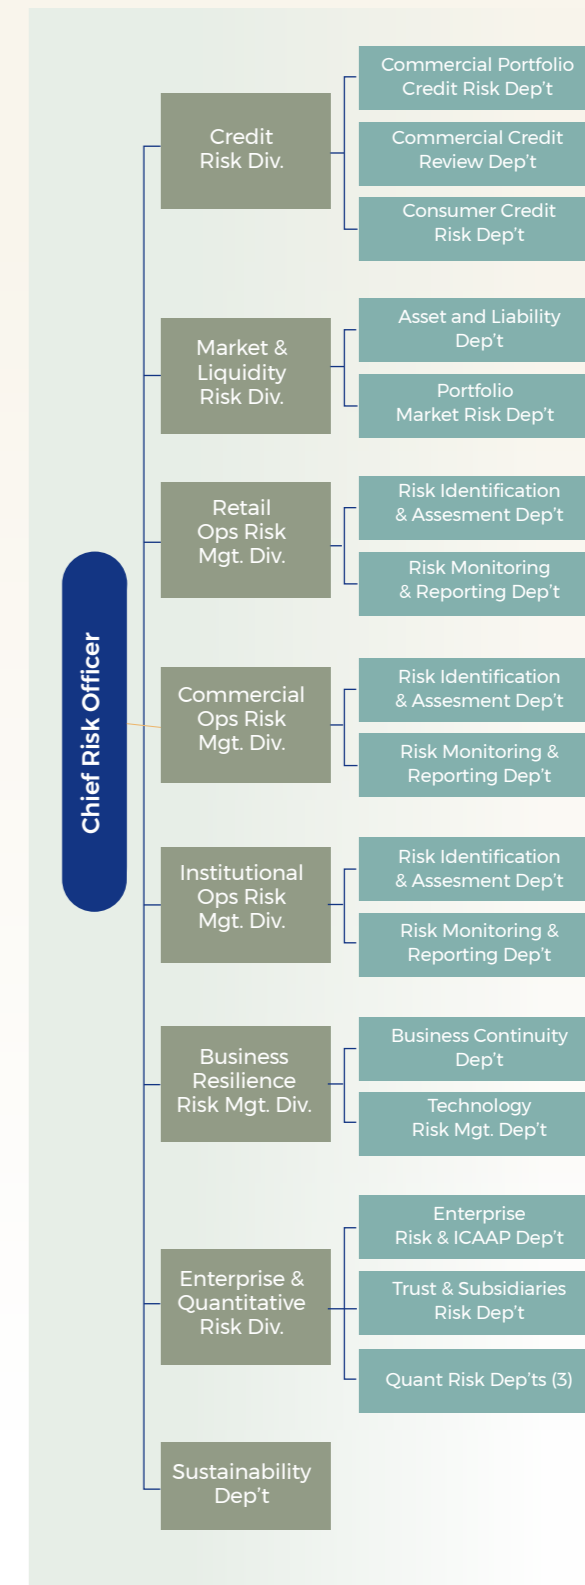 Chief Risk Officer
Credit
Risk Div.
Commercial Portfolio
Credit Risk Dep't
Commercial Credit
Review Dep't
Consumer Credit
Risk Dep't
Market &
Liquidity
Risk Div.
Asset and Liability
Dep't
Portfolio
Market Risk Dep't
Retail
Ops Risk
Mgt. Div.
Risk Identification
& Assesment Dep't
Risk Monitoring
& Reporting Dep't
Commercial
Ops Risk
Mgt. Div.
Risk Identification
& Assesment Dep't
Risk Monitoring &
Reporting Dep't
Institutional
Ops Risk
Mgt. Div.
Risk Identification
& Assesment Dep't
Risk Monitoring &
Reporting Dep't
Business
Resilience
Risk Mgt. Div.
Business Continuity
Dep't
Technology
Risk Mgt. Dep't
Enterprise &
Quantitative
Risk Div.
Enterprise
Risk & ICAAP Dep't
Trust & Subsidiaries
Risk Dep't
Quant Risk Dep'ts (3)
Sustainability
Dep't